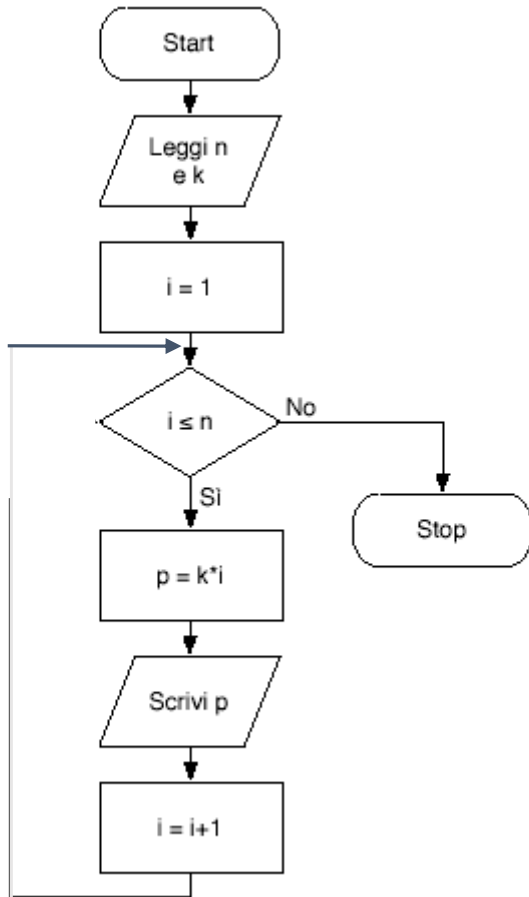 Start
Leggi n
e k
i = 1
i ≤ n
No
Sì
Stop
p = k*i
Scrivi p
i = i+1